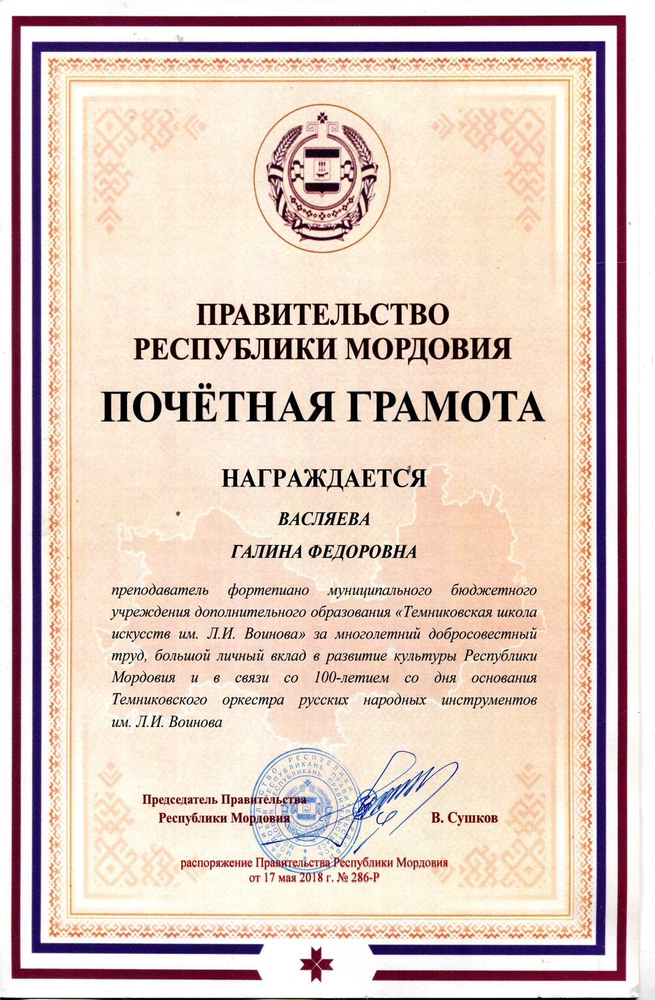 ПРАВИТЕЛЬСТВО
РЕСПУБЛИКИ МОРДОВИЯ
ПОЧЁТНАЯ ГРАМОТА
НАГРАЖДАЕТСЯ
ВАСЛЯЕВА
ГАЛИНА ФЕДОРОВНА
преподаватель фортепиано муниципального бюджетного
учреждения дополнительного образования «Темниковская школа
искусств им. Л.И. Воинова» за многолетний добросовестный
труд, большой личный вклад в развитие культуры Республики
Мордовия и в связи со 100-летием со дня основания
Темниковского оркестра русских народных инструментов
им. Л.И. Воинова
Председатель Правительства
Республики Мордовия
В. Сушков
распоряжение Правительства Республики Мордовия
от 17 мая 2018 г. № 286-Р